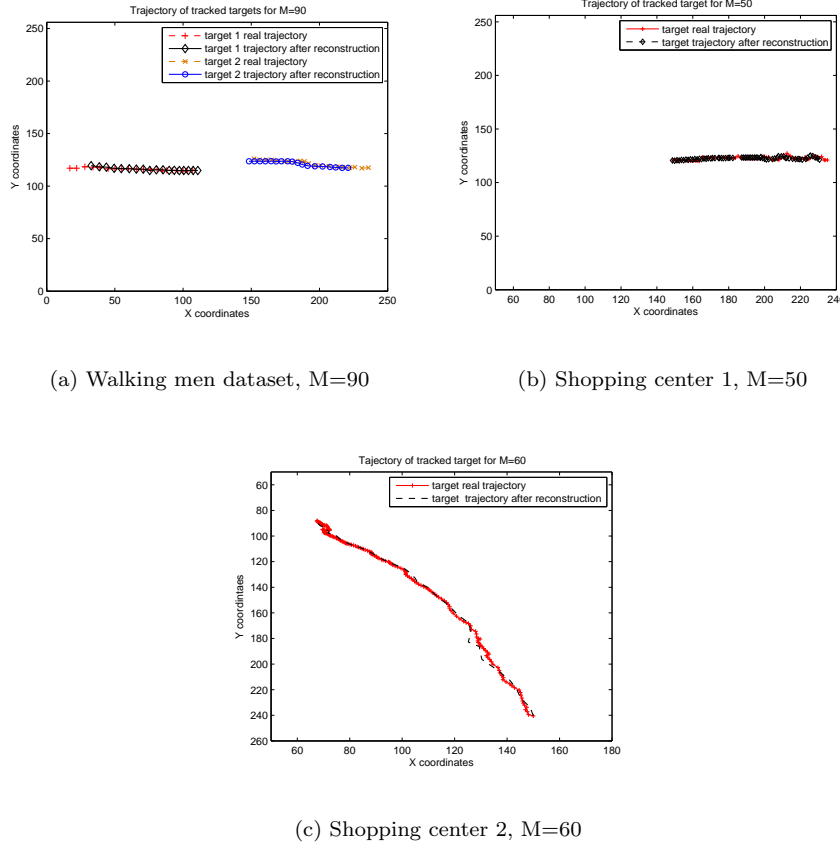 Trajectory of tracked targets for M=90
target 1 real trajectory
target 1 trajectory after reconstruction
target 2 real trajectory
target 2 trajectory after reconstruction
Y coordinates
250
200
150
100
50
0
0 50 100 150 200 250
X coordinates
(a) Walking men dataset, M=90
Trajectory of tracked target for M=50
target real trajectory
target trajectory after reconstruction
Y coordinates
0
50
100
150
200
250
60 80 100 120 140 160 180 200 220 240
X coordinates
(b) Shopping center 1, M=50
Tajectory of tracked target for M=60
target real trajectory
target trajectory after reconstruction
Y coordintaes
60
80
100
120
140
160
180
200
220
240
260
60 80 100 120 140 160 180
X coordinates
(c) Shopping center 2, M=60